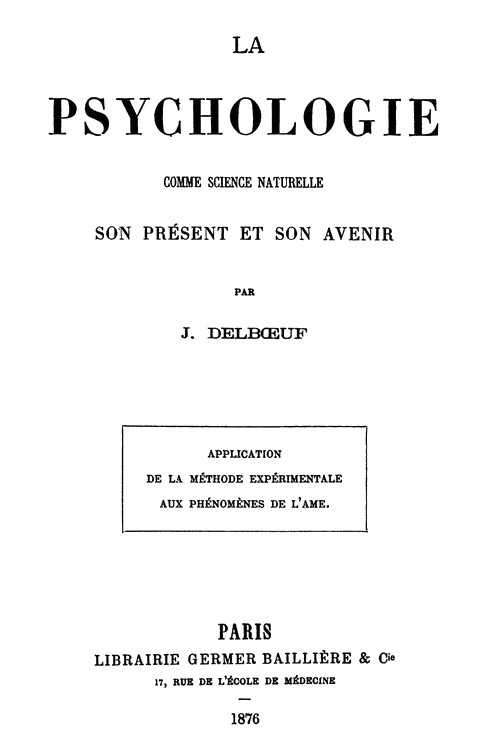 LA
PSYCHOLOGIE
COMME SCIENCE NATURELLE
SON PRÉSENT ET SON AVENIR
PAR
J. DELBŒUF
APPLICATION
DE LA MÉTHODE EXPÉRIMENTALE
AUX PHÉNOMÈNES DE L'AME.
PARIS
LIBRAIRIE GERMER BAILLIÈRE & Cie
17, RUE DE L'ÉCOLE DE MÉDECINE
—
1876